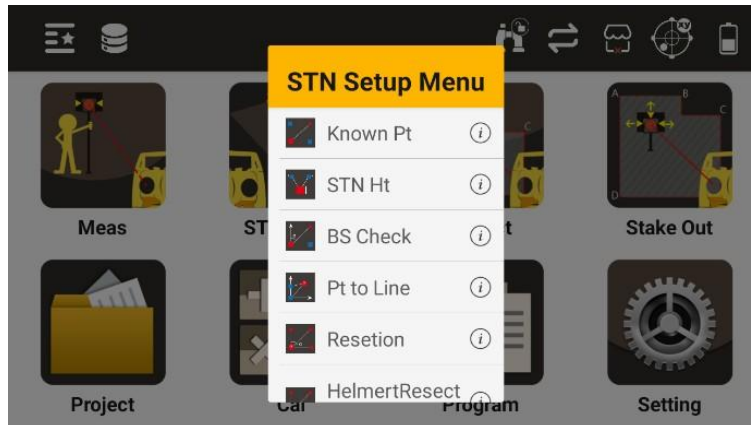 STN Setup Menu
Known Pt
STN Ht
BS Check
Pt to Line
Resetion
HelmertResect
Meas
ST
t
Stake Out
A
B
C
D
C
Project
Cal
Program
Setting
XY